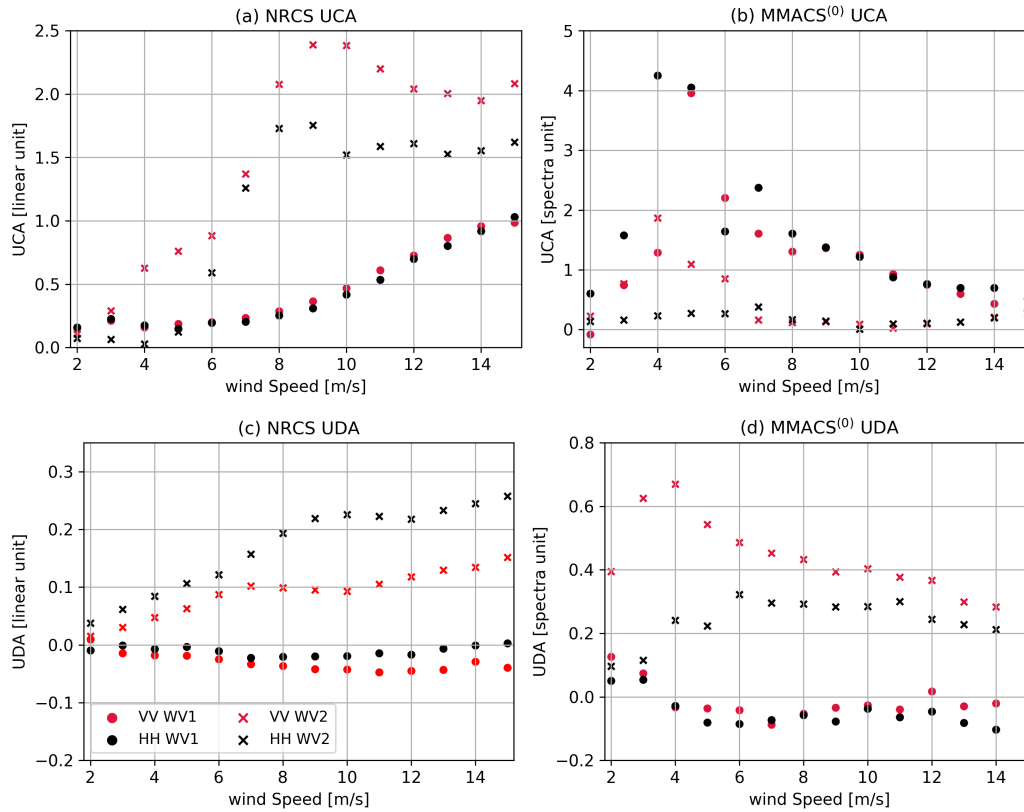 (a) NRCS UCA
2.5
2.0
1.5
1.0
0.5
0.0
UCA [linear unit]
2 4 6 8 10 12 14
wind Speed [m/s]
(b) MMACS⁽⁰⁾ UCA
5
4
3
2
1
0
UCA [spectra unit]
2 4 6 8 10 12 14
wind Speed [m/s]
(c) NRCS UDA
0.3
0.2
0.1
0.0
−0.1
−0.2
UDA [linear unit]
VV WV1 VV WV2
HH WV1 HH WV2
2 4 6 8 10 12 14
wind Speed [m/s]
(d) MMACS⁽⁰⁾ UDA
0.8
0.6
0.4
0.2
0.0
−0.2
UDA [spectra unit]
2 4 6 8 10 12 14
wind Speed [m/s]